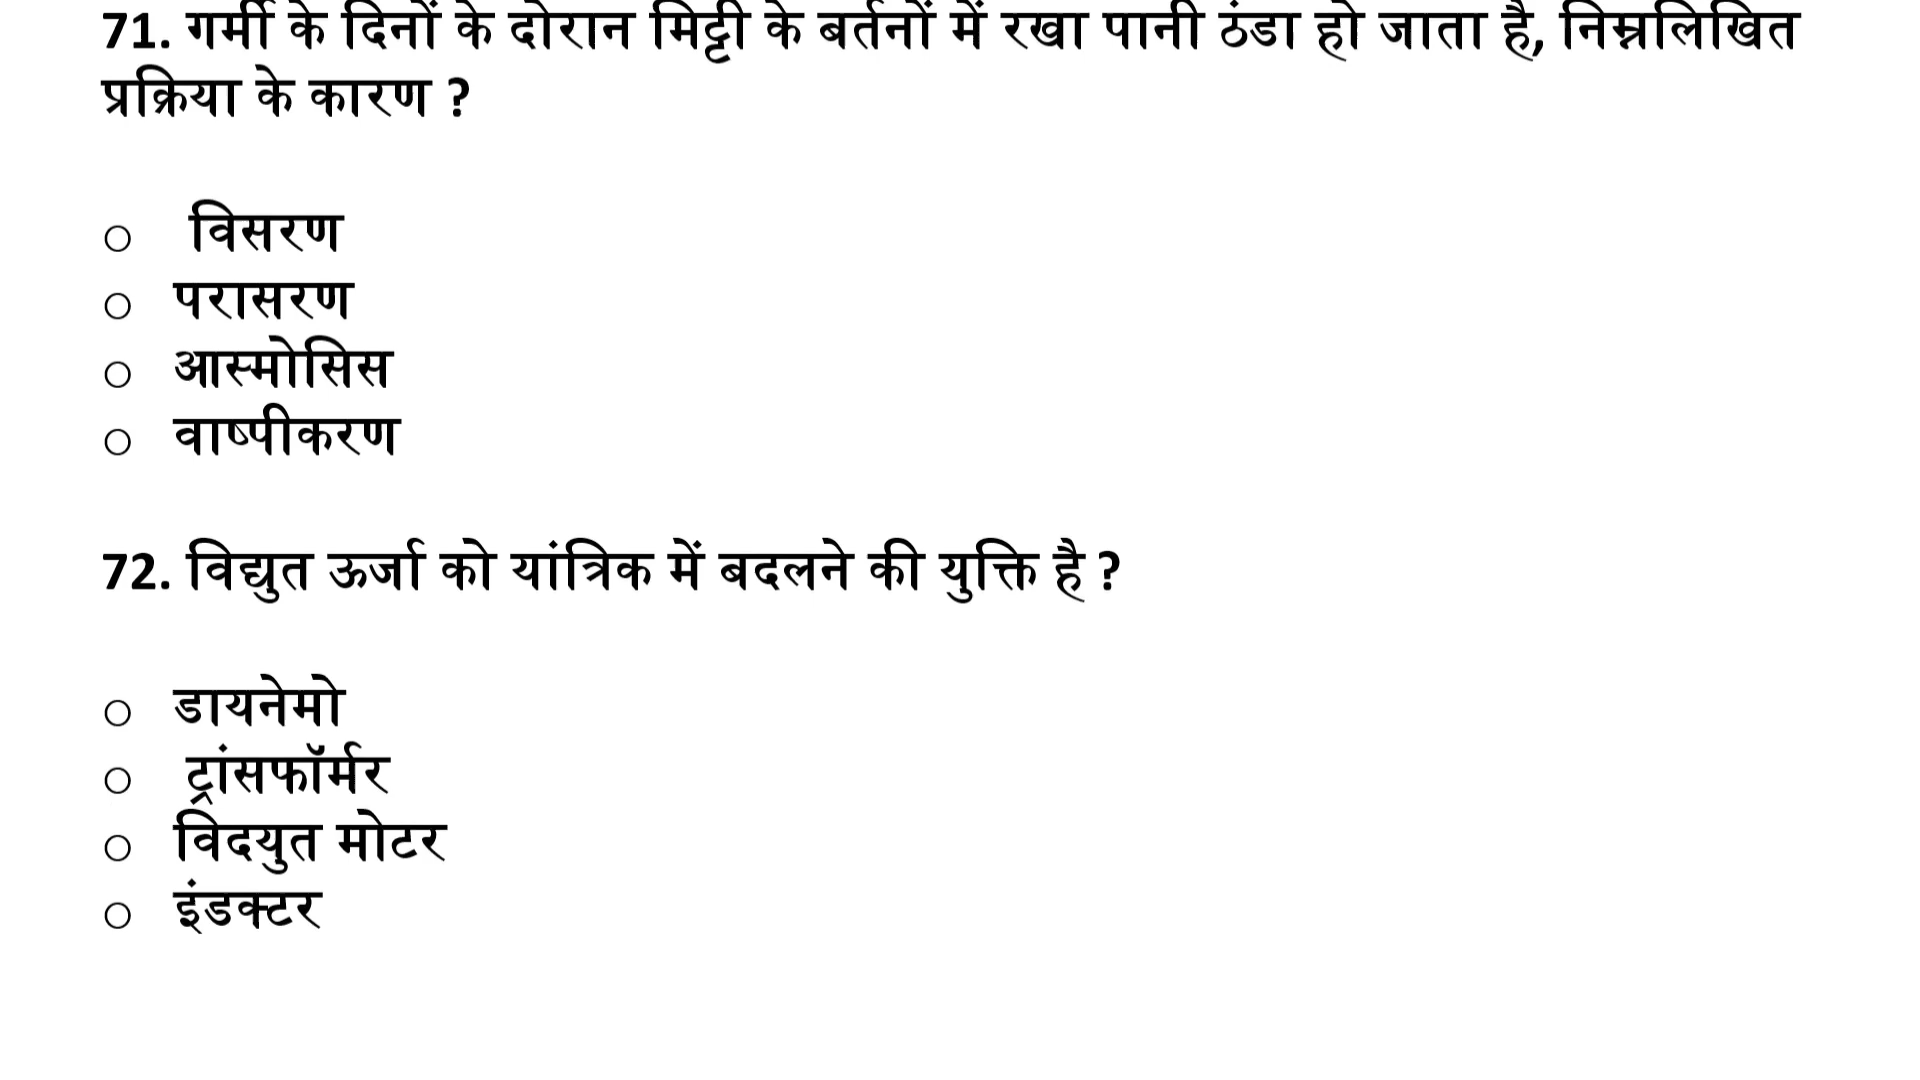 71. गर्मी के दिनों के दोरान मिट्टी के बर्तनों में रखा पानी ठंडा हो जाता है, निम्नलिखित
प्रक्रिया के कारण ?
○ विसरण
○ परासरण
○ आस्मोसिस
○ वाष्पीकरण
72. विद्युत ऊर्जा को यांत्रिक में बदलने की युक्ति है ?
○ डायनेमो
○ ट्रांसफॉर्मर
○ विदयुत मोटर
○ इंडक्टर